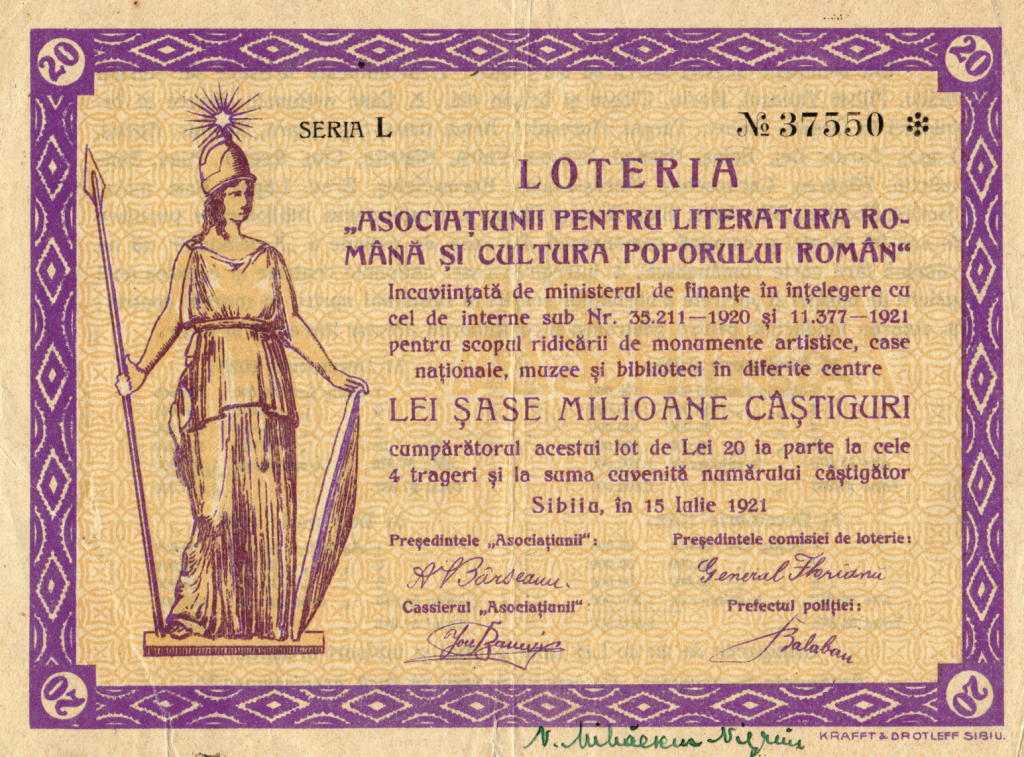 20
20
SERIA L
№ 37550 ✻
LOTERIA
„ASOCIAȚIUNII PENTRU LITERATURA RO-
MÂNĂ ȘI CULTURA POPORULUI ROMÂN“
Incuviințată de ministerul de finanțe în înțelegere cu
cel de interne sub Nr. 35.211—1920 și 11.377—1921
pentru scopul ridicării de monumente artistice, case
naționale, muzee și biblioteci în diferite centre
LEI ȘASE MILIOANE CÂȘTIGURI
cumpărătorul acestui lot de Lei 20 ia parte la cele
4 trageri și la suma cuvenită numărului câștigător
Sibiiu, în 15 Iulie 1921
Președintele „Asociațiunii“:
Președintele comisiei de loterie:
Bârseanu.
General Florianu
Cassierul „Asociațiunii“:
Prefectul poliției:
Balaban
20
20
KRAFFT & DROTLEFF SIBIU.